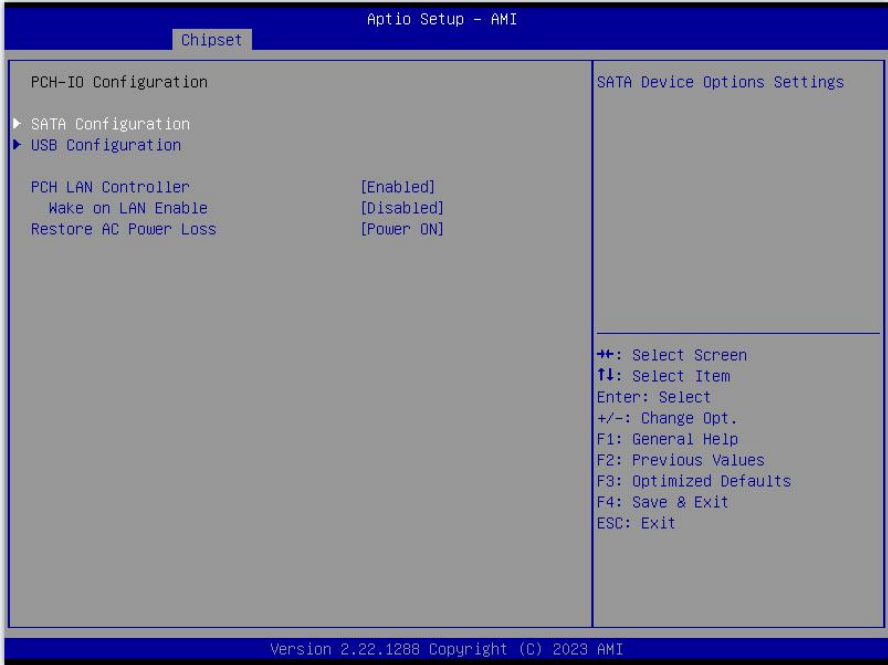 Aptio Setup – AMI
Chipset
PCH-IO Configuration
SATA Configuration
USB Configuration
PCH LAN Controller [Enabled]
Wake on LAN Enable [Disabled]
Restore AC Power Loss [Power ON]
SATA Device Options Settings
→←: Select Screen
↑↓: Select Item
Enter: Select
+/-: Change Opt.
F1: General Help
F2: Previous Values
F3: Optimized Defaults
F4: Save & Exit
ESC: Exit
Version 2.22.1288 Copyright (C) 2023 AMI